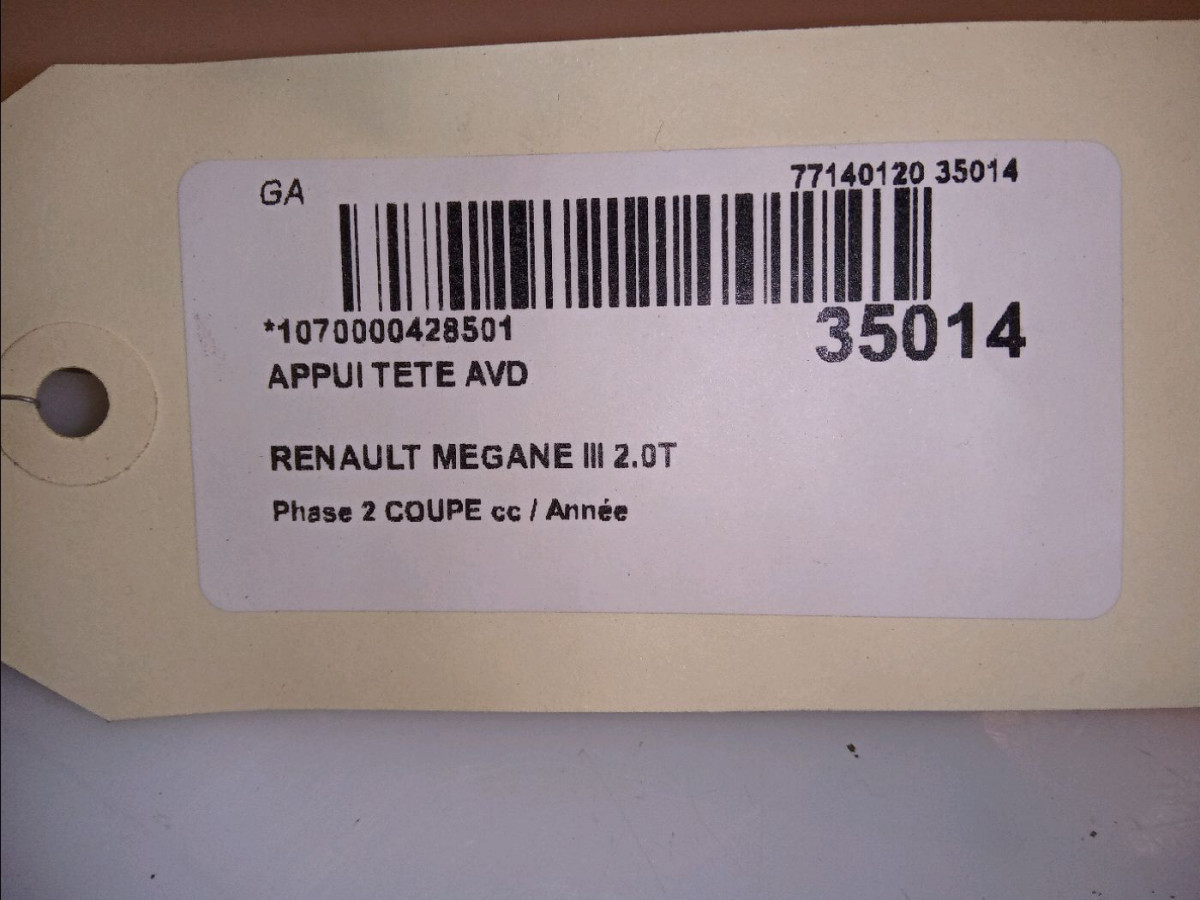 GA 77140120 35014
*1070000428501 35014
APPUI TETE AVD
RENAULT MEGANE III 2.0T
Phase 2 COUPE cc / Année